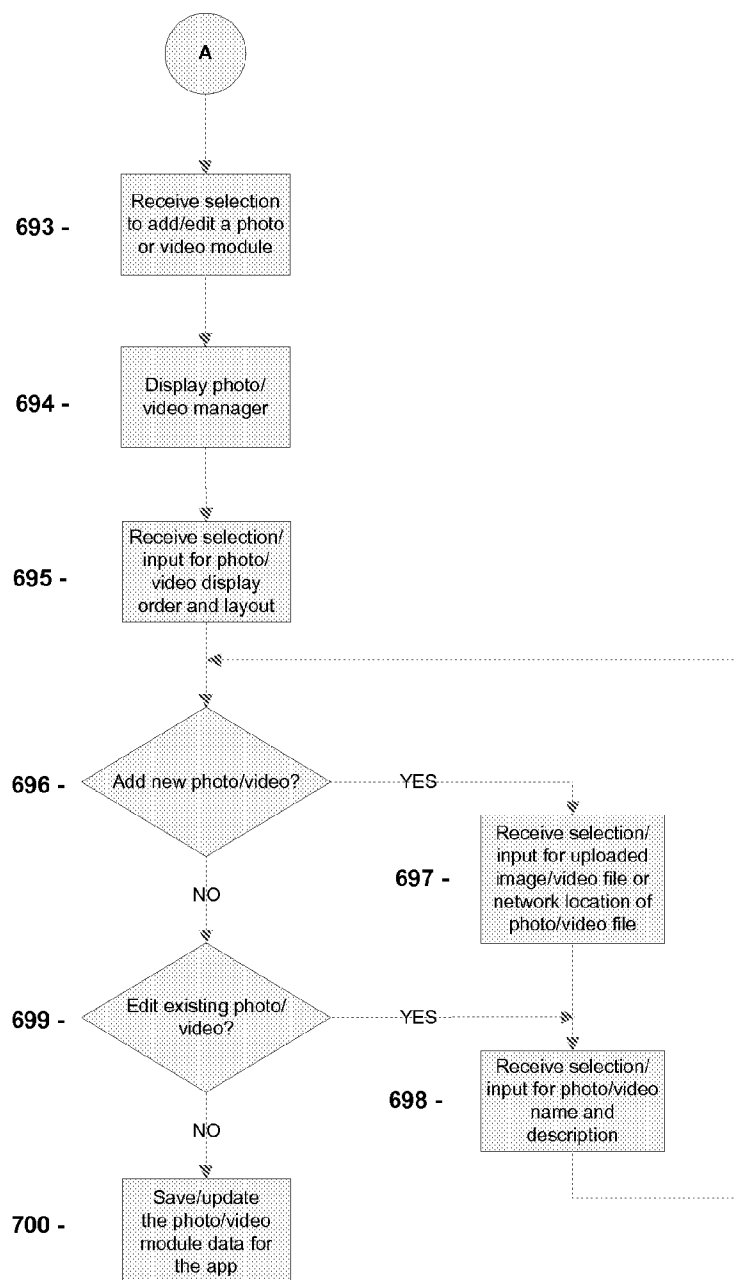 A
693 -
Receive selection
to add/edit a photo
or video module
694 -
Display photo/
video manager
695 -
Receive selection/
input for photo/
video display
order and layout
696 -
Add new photo/video?
YES
697 -
Receive selection/
input for uploaded
image/video file or
network location of
photo/video file
NO
699 -
Edit existing photo/
video?
YES
698 -
Receive selection/
input for photo/video
name and
description
NO
700 -
Save/update
the photo/video
module data for
the app